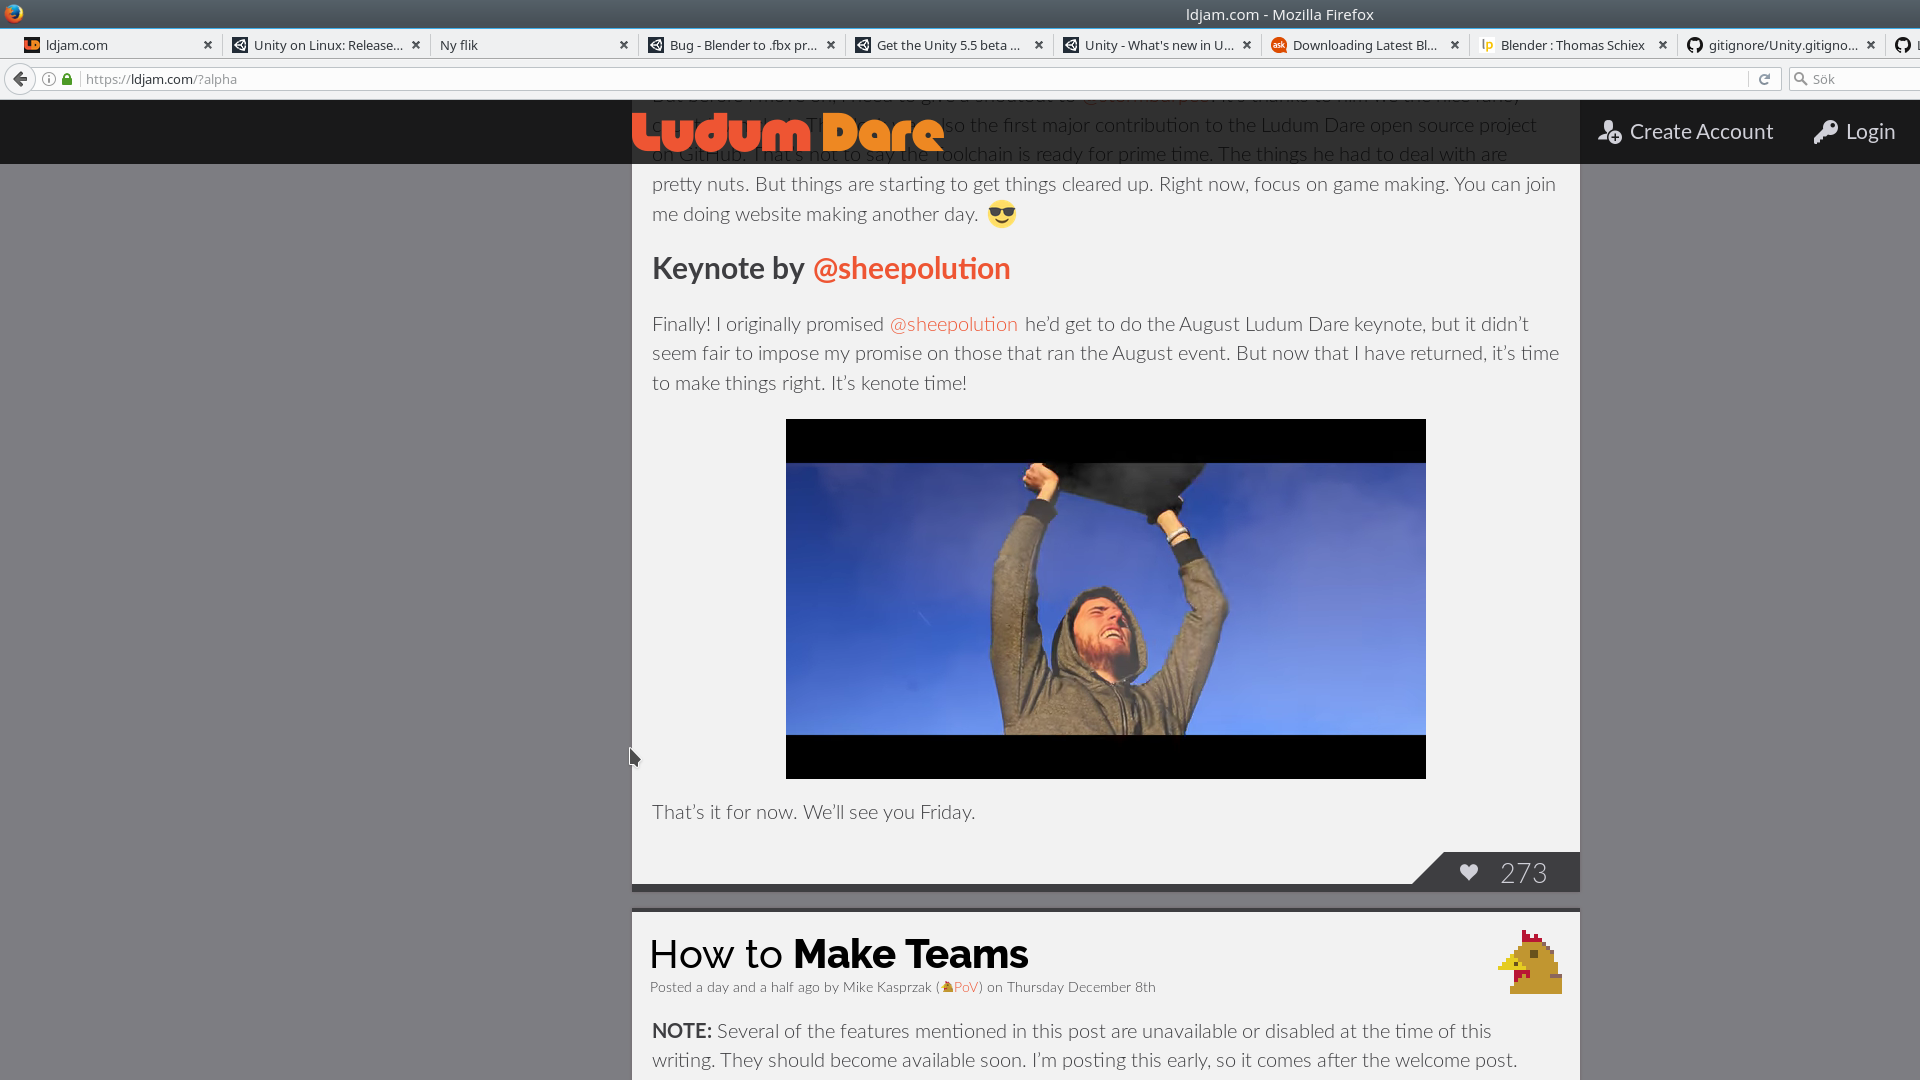 ldjam.com - Mozilla Firefox
ldjam.com
Unity on Linux: Release...
Ny flik
Bug - Blender to .fbx pr...
Get the Unity 5.5 beta ...
Unity - What's new in U...
Downloading Latest Bl...
Blender : Thomas Schiex
gitignore/Unity.gitigno...
https://ldjam.com/?alpha
Sök
Ludum Dare
Create Account
Login
also the first major contribution to the Ludum Dare open source project
on GitHub. That's not to say the Toolchain is ready for prime time. The things he had to deal with are
pretty nuts. But things are starting to get things cleared up. Right now, focus on game making. You can join
me doing website making another day.
Keynote by @sheepolution
Finally! I originally promised @sheepolution he’d get to do the August Ludum Dare keynote, but it didn’t
seem fair to impose my promise on those that ran the August event. But now that I have returned, it’s time
to make things right. It’s kenote time!
That’s it for now. We’ll see you Friday.
273
How to Make Teams
Posted a day and a half ago by Mike Kasprzak (PoV) on Thursday December 8th
NOTE: Several of the features mentioned in this post are unavailable or disabled at the time of this
writing. They should become available soon. I’m posting this early, so it comes after the welcome post.